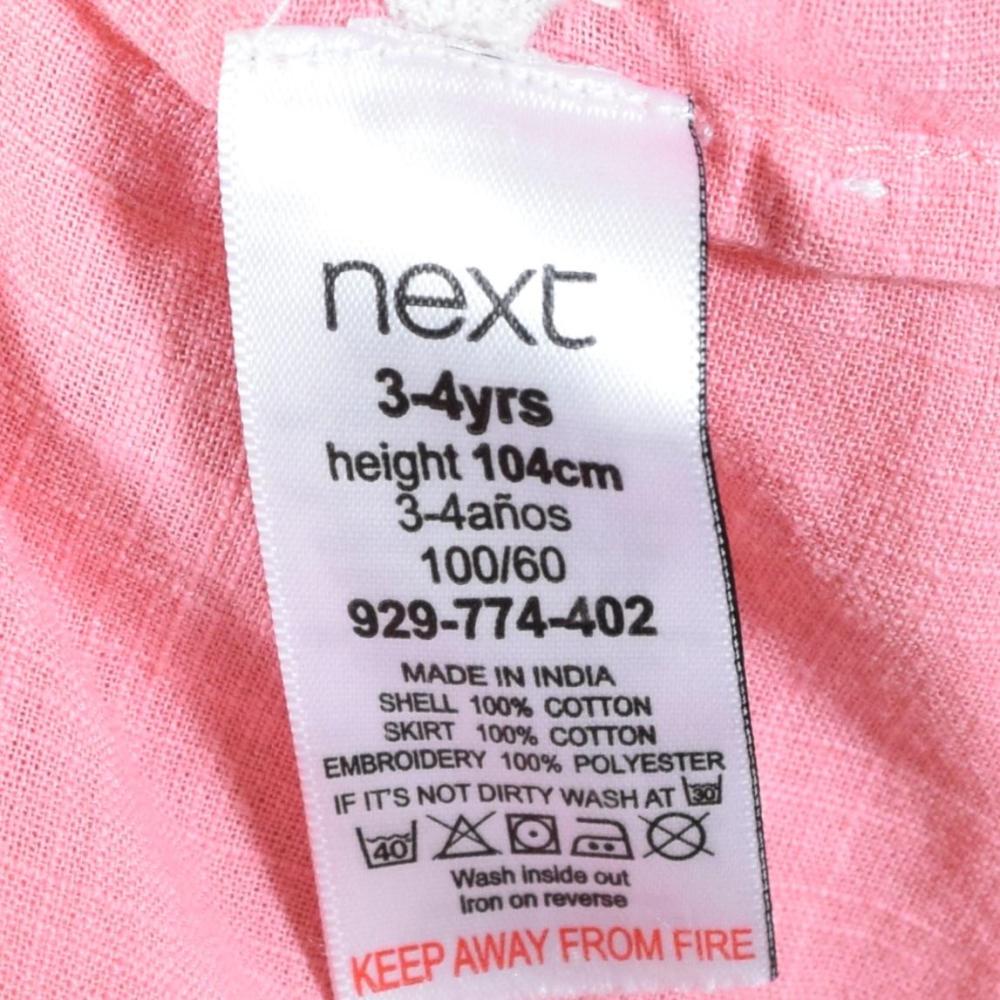 next
3-4yrs
height 104cm
3-4años
100/60
929-774-402
MADE IN INDIA
SHELL 100% COTTON
SKIRT 100% COTTON
EMBROIDERY 100% POLYESTER
IF IT'S NOT DIRTY WASH AT 30
40
Wash inside out
Iron on reverse
KEEP AWAY FROM FIRE